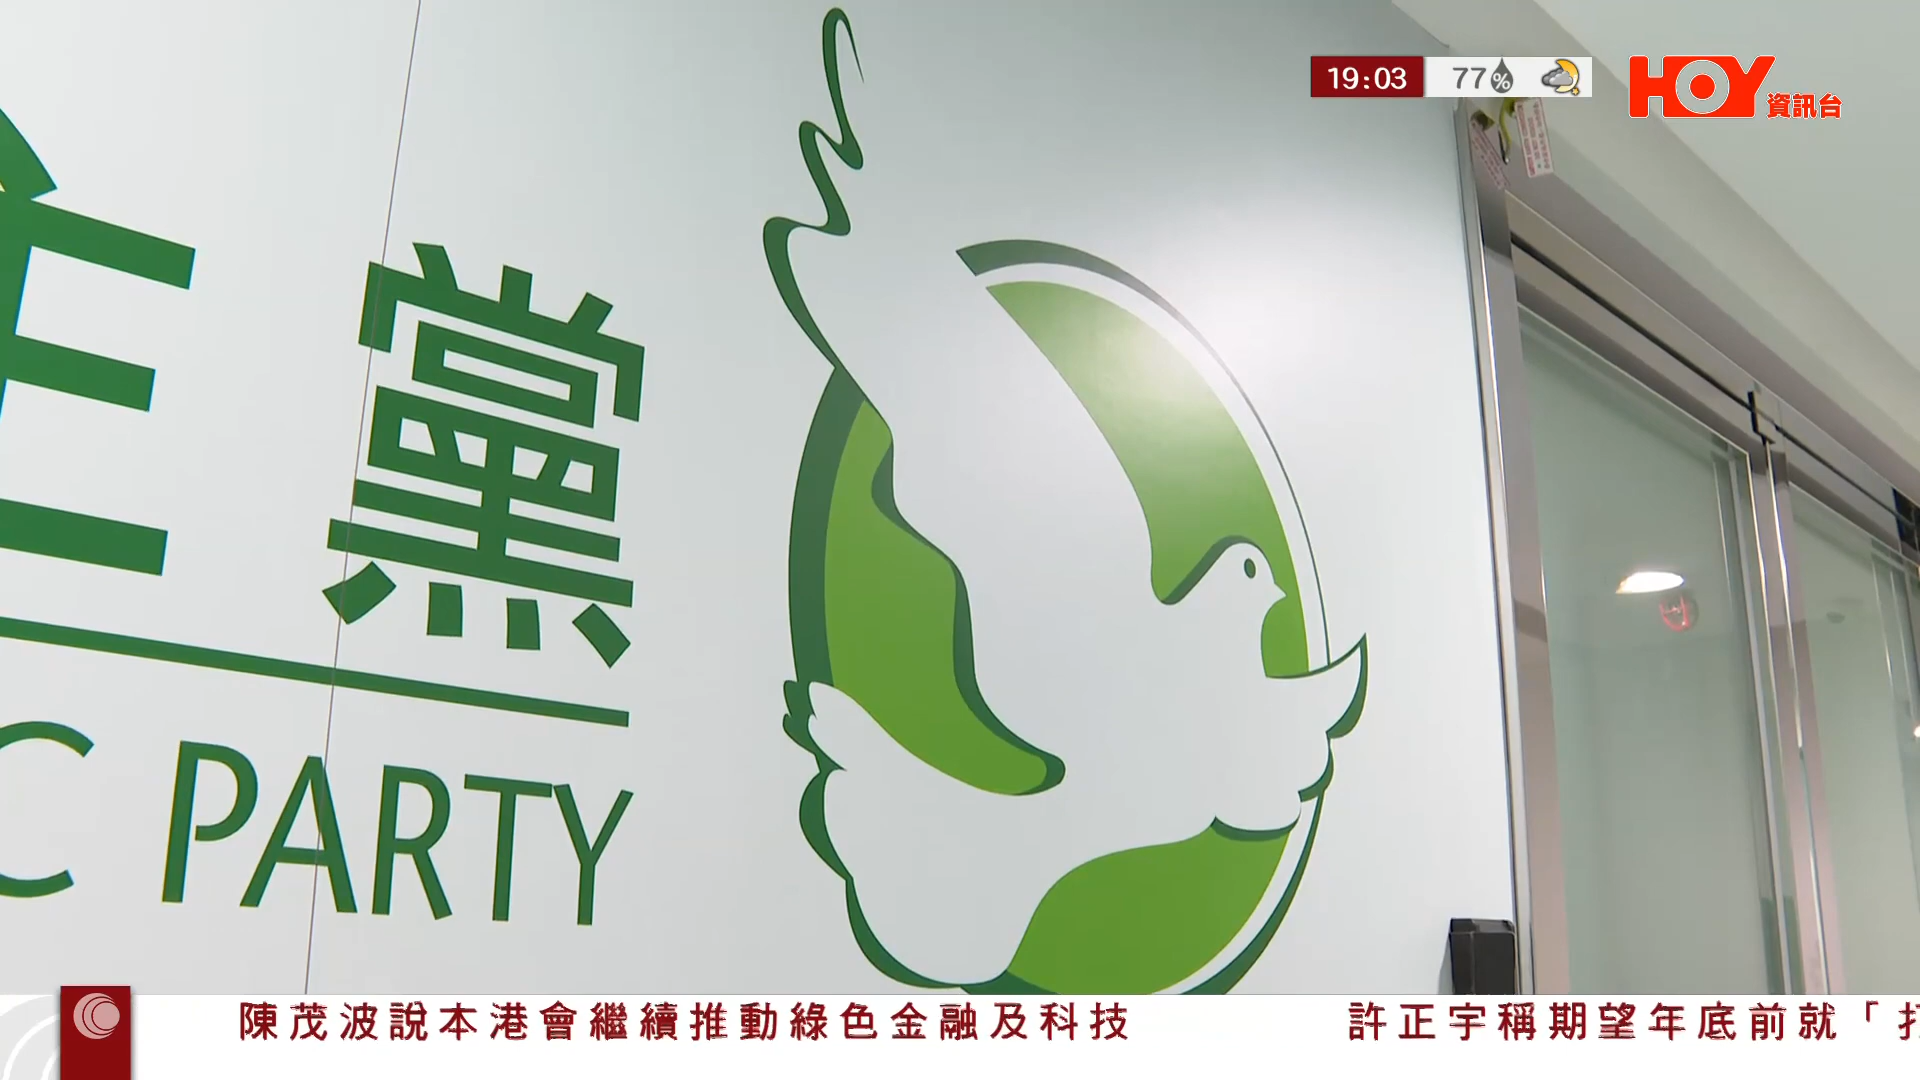 19:03 77%
HOY 資訊台
主黨
C PARTY
陳茂波說本港會繼續推動綠色金融及科技 許正宇稱期望年底前就「打